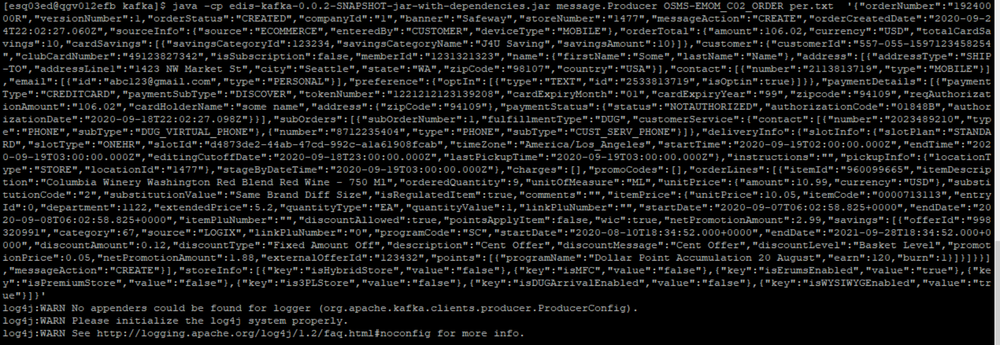 [esq03ed@qgv012efb kafka]$ java -cp edis-kafka-0.0.2-SNAPSHOT-jar-with-dependencies.jar message.Producer OSMS-EMOM_C02_ORDER per.txt  '{"orderNumber":"192400
00R","versionNumber":1,"orderStatus":"CREATED","companyId":"1","banner":"Safeway","storeNumber":"1477","messageAction":"CREATE","orderCreatedDate":"2020-09-2
4T22:02:27.060Z","sourceInfo":{"source":"ECOMMERCE","enteredBy":"CUSTOMER","deviceType":"MOBILE"},"orderTotal":{"amount":106.02,"currency":"USD","totalCardSa
vings":10,"cardSavings":[{"savingsCategoryId":123234,"savingsCategoryName":"J4U Saving","savingsAmount":10}]},"customer":{"customerId":"557-055-1597123458254
","clubCardNumber":"49123827342","isSubscription":false,"memberId":"1231321323","name":{"firstName":"Some","lastName":"Name"},"address":[{"addressType":"SHIP
-TO","addressLine1":"1423 NW Market St","city":"Seattle","state":"WA","zipCode":"98107","country":"USA"}],"contact":[{"number":"2113813719","type":"MOBILE"}]
,"email":[{"id":"abc123@gmail.com","type":"PERSONAL"}],"preference":{"optIn":[{"type":"TEXT","id":"2533813719","isOptin":true}]}},"paymentDetails":[{"payment
Type":"CREDITCARD","paymentSubType":"DISCOVER","tokenNumber":"1221212123139208","cardExpiryMonth":"01","cardExpiryYear":"99","zipcode":"94109","reqAuthorizat
ionAmount":"106.02","cardHolderName":"some name","address":{"zipCode":"94109"},"paymentStatus":{"status":"NOTAUTHORIZED","authorizationCode":"01848B","author
izationDate":"2020-09-18T22:02:27.098Z"}}],"subOrders":[{"subOrderNumber":1,"fulfillmentType":"DUG","customerService":{"contact":[{"number":"2023489210","typ
e":"PHONE","subType":"DUG_VIRTUAL_PHONE"},{"number":"8712235404","type":"PHONE","subType":"CUST_SERV_PHONE"}]},"deliveryInfo":{"slotInfo":{"slotPlan":"STANDA
RD","slotType":"ONEHR","slotId":"d4873de2-44ab-47cd-992c-a1a61908fcab","timeZone":"America/Los_Angeles","startTime":"2020-09-19T02:00:00.000Z","endTime":"202
0-09-19T03:00:00.000Z","editingCutoffDate":"2020-09-18T23:00:00.000Z","lastPickupTime":"2020-09-19T03:00:00.000Z"},"instructions":"","pickupInfo":{"locationT
ype":"STORE","locationId":"1477"},"stageByDateTime":"2020-09-19T03:00:00.000Z"},"charges":[],"promoCodes":[],"orderLines":[{"itemId":"960099665","itemDescrip
tion":"Columbia Winery Washington Red Blend Red Wine - 750 Ml","orderedQuantity":9,"unitOfMeasure":"ML","unitPrice":{"amount":10.99,"currency":"USD"},"substi
tutionCode":"2","substitutionValue":"Same Brand Diff Size","isRegulatedItem":true,"comments":"","itemPrice":{"unitPrice":10.05,"itemCode":"0000713113","entry
Id":0,"department":1122,"extendedPrice":5.2,"quantityType":"EA","quantityValue":1,"linkPluNumber":"","startDate":"2020-09-07T06:02:58.825+0000","endDate":"20
20-09-08T06:02:58.825+0000","itemPluNumber":"","discountAllowed":true,"pointsApplyItem":false,"wic":true,"netPromotionAmount":2.99,"savings":[{"offerId":"998
320991","category":67,"source":"LOGIX","linkPluNumber":"0","programCode":"SC","startDate":"2020-08-10T18:34:52.000+0000","endDate":"2021-09-28T18:34:52.000+0
000","discountAmount":0.12,"discountType":"Fixed Amount Off","description":"Cent Offer","discountMessage":"Cent Offer","discountLevel":"Basket Level","promot
ionPrice":0.05,"netPromotionAmount":1.88,"externalOfferId":"123432","points":[{"programName":"Dollar Point Accumulation 20 August","earn":120,"burn":1}]}]}}]
,"messageAction":"CREATE"}],"storeInfo":[{"key":"isHybridStore","value":"false"},{"key":"isMFC","value":"false"},{"key":"isErumsEnabled","value":"true"},{"ke
y":"isPremiumStore","value":"false"},{"key":"is3PLStore","value":"false"},{"key":"isDUGArrivalEnabled","value":"false"},{"key":"isWYSIWYGEnabled","value":"tr
ue"}]}'
log4j:WARN No appenders could be found for logger (org.apache.kafka.clients.producer.ProducerConfig).
log4j:WARN Please initialize the log4j system properly.
log4j:WARN See http://logging.apache.org/log4j/1.2/faq.html#noconfig for more info.